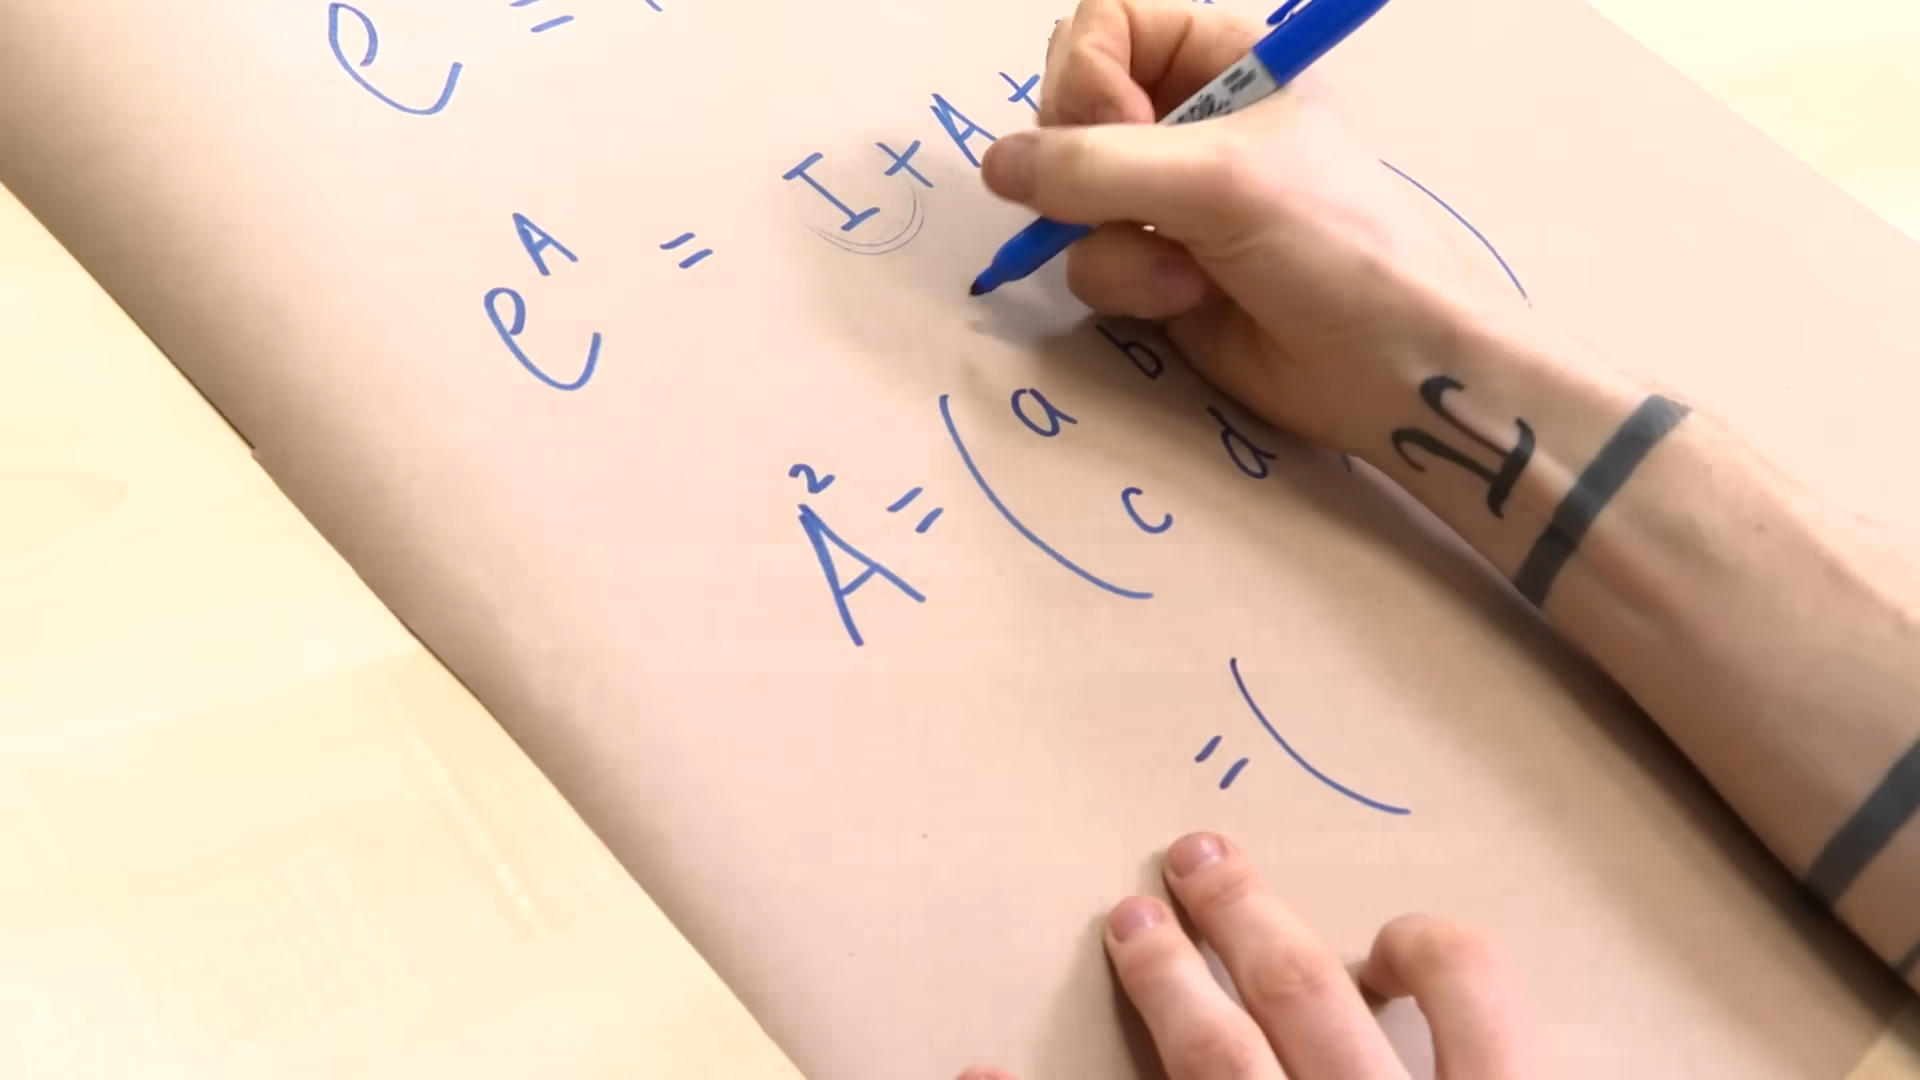 e =
e^A = I + A +
A^2 = ( a b
c d
= (